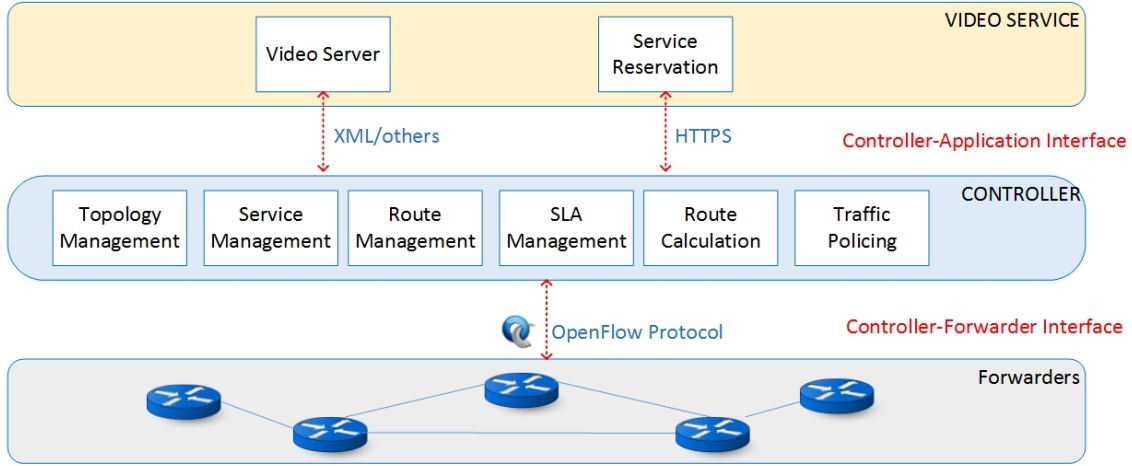 VIDEO SERVICE
Video Server
Service
Reservation
XML/others
HTTPS
Controller-Application Interface
CONTROLLER
Topology
Management
Service
Management
Route
Management
SLA
Management
Route
Calculation
Traffic
Policing
OpenFlow Protocol
Controller-Forwarder Interface
Forwarders